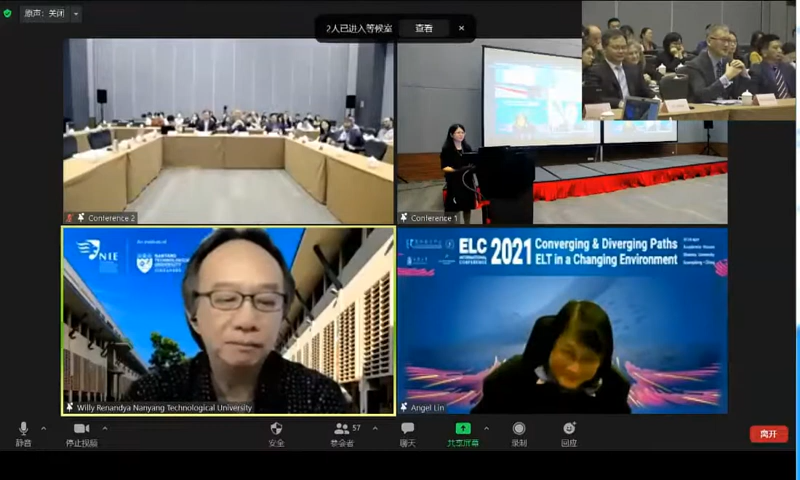 原声：关闭
2人已进入等候室
查看
Conference 2
Conference 1
NIE
NANYANG
TECHNOLOGICAL
UNIVERSITY
Willy Renandya Nanyang Technological University
ELC
INTERNATIONAL
CONFERENCE
2021
Converging & Diverging Paths
ELT in a Changing Environment
Angel Lin
静音
停止视频
安全
57
参会者
聊天
共享屏幕
录制
回应
离开